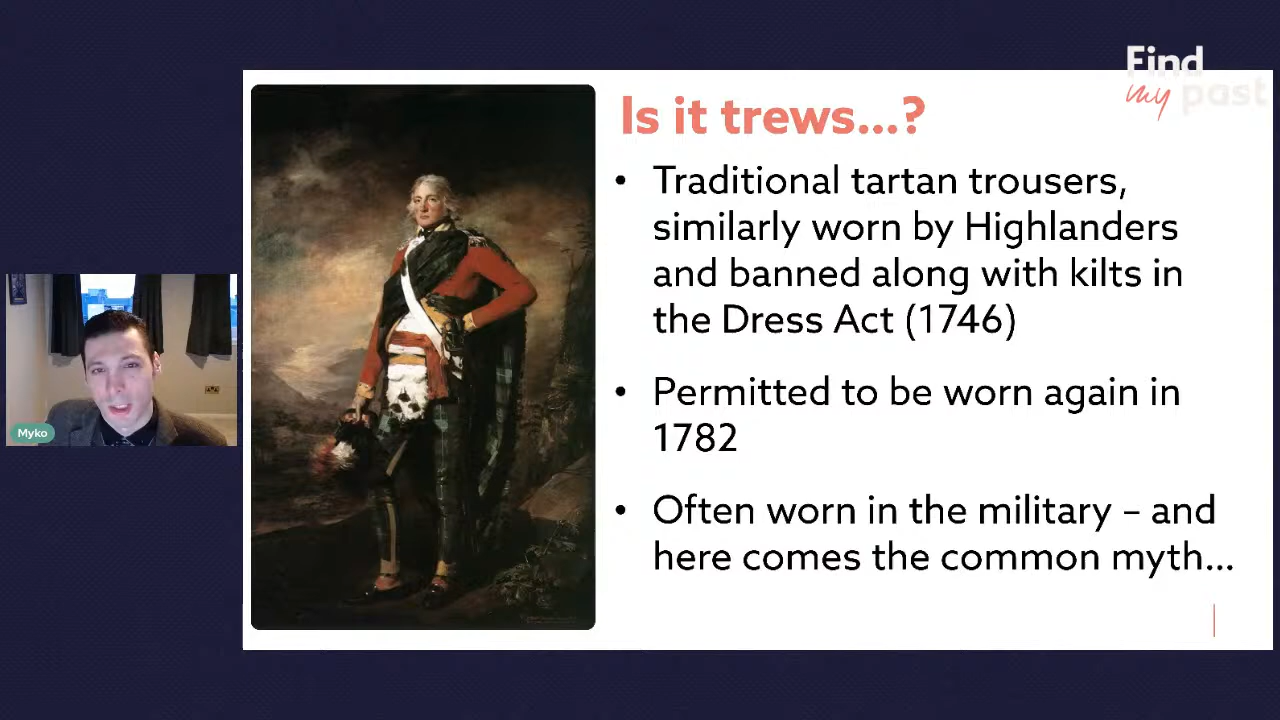 Find
my past
Is it trews...?
• Traditional tartan trousers,
similarly worn by Highlanders
and banned along with kilts in
the Dress Act (1746)
• Permitted to be worn again in
1782
• Often worn in the military – and
here comes the common myth...
Myko